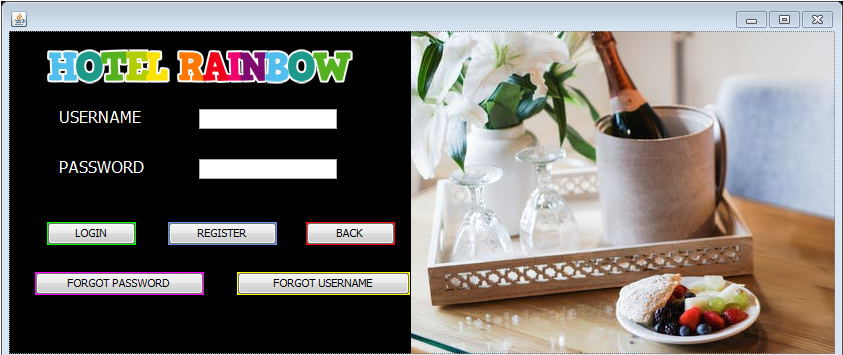 HOTEL RAINBOW
USERNAME
PASSWORD
LOGIN REGISTER BACK
FORGOT PASSWORD FORGOT USERNAME